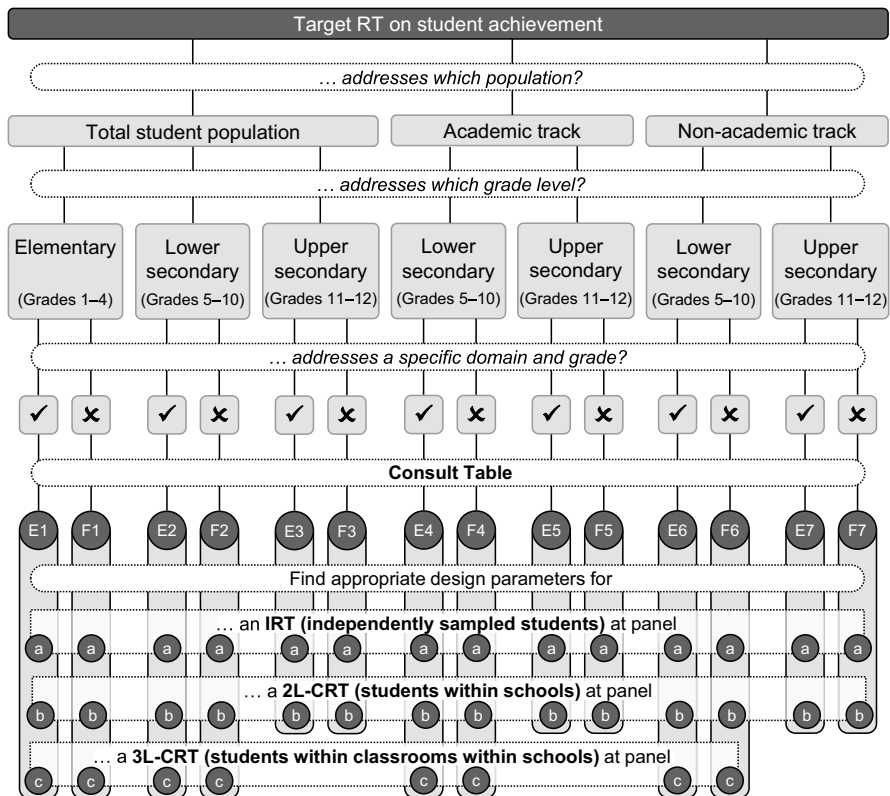 Target RT on student achievement
… addresses which population?
Total student population Academic track Non-academic track
… addresses which grade level?
Elementary Lower Upper Lower Upper Lower Upper
secondary secondary secondary secondary secondary secondary
(Grades 1–4) (Grades 5–10) (Grades 11–12) (Grades 5–10) (Grades 11–12) (Grades 5–10) (Grades 11–12)
… addresses a specific domain and grade?
✓ ✗ ✓ ✗ ✓ ✗ ✓ ✗ ✓ ✗ ✓ ✗ ✓ ✗
Consult Table
E1 F1 E2 F2 E3 F3 E4 F4 E5 F5 E6 F6 E7 F7
Find appropriate design parameters for
… an IRT (independently sampled students) at panel
a a a a a a a a a a a a a a
… a 2L-CRT (students within schools) at panel
b b b b b b b b b b b b b b
… a 3L-CRT (students within classrooms within schools) at panel
c c c c c c c c